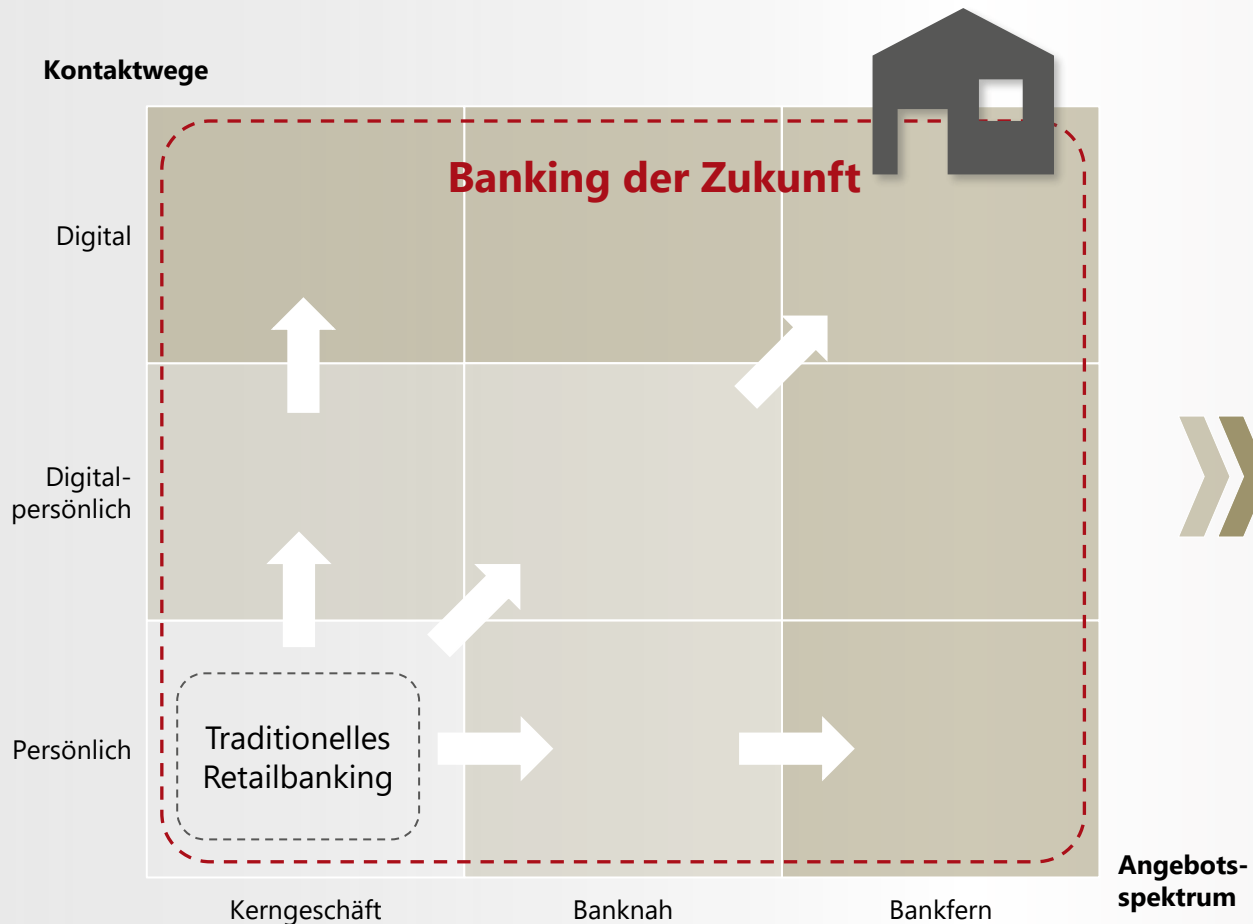 Kontaktwege
Banking der Zukunft
Digital
Digital-
persönlich
Persönlich
Traditionelles
Retailbanking
Kerngeschäft
Banknah
Bankfern
Angebots-
spektrum